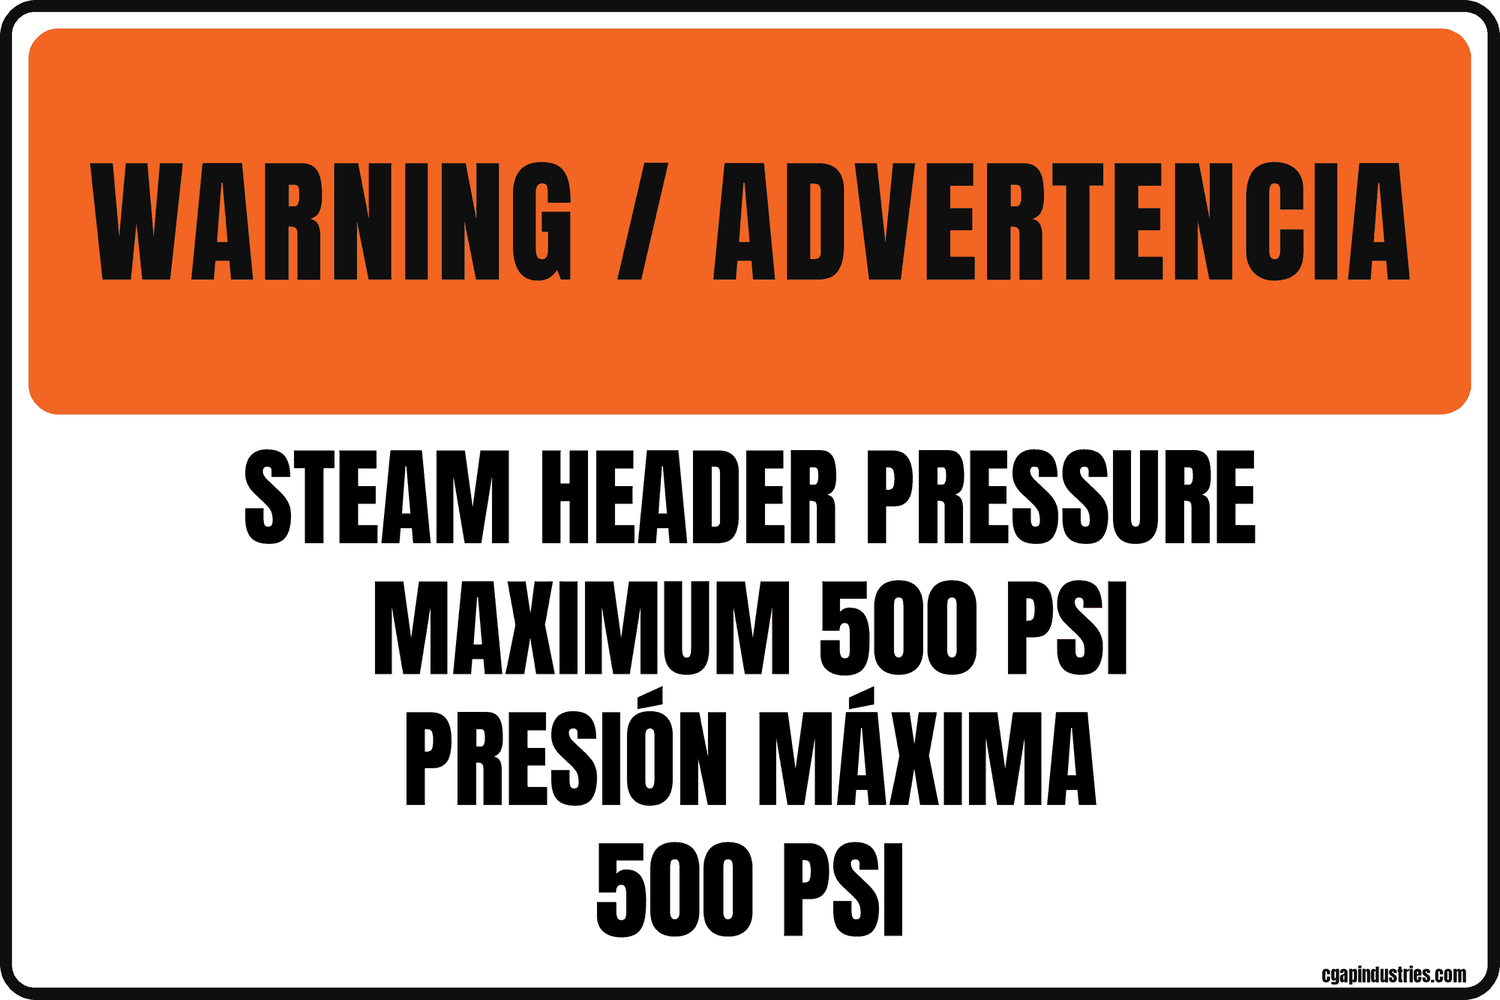 WARNING / ADVERTENCIA
STEAM HEADER PRESSURE
MAXIMUM 500 PSI
PRESIÓN MÁXIMA
500 PSI
cgapindustries.com